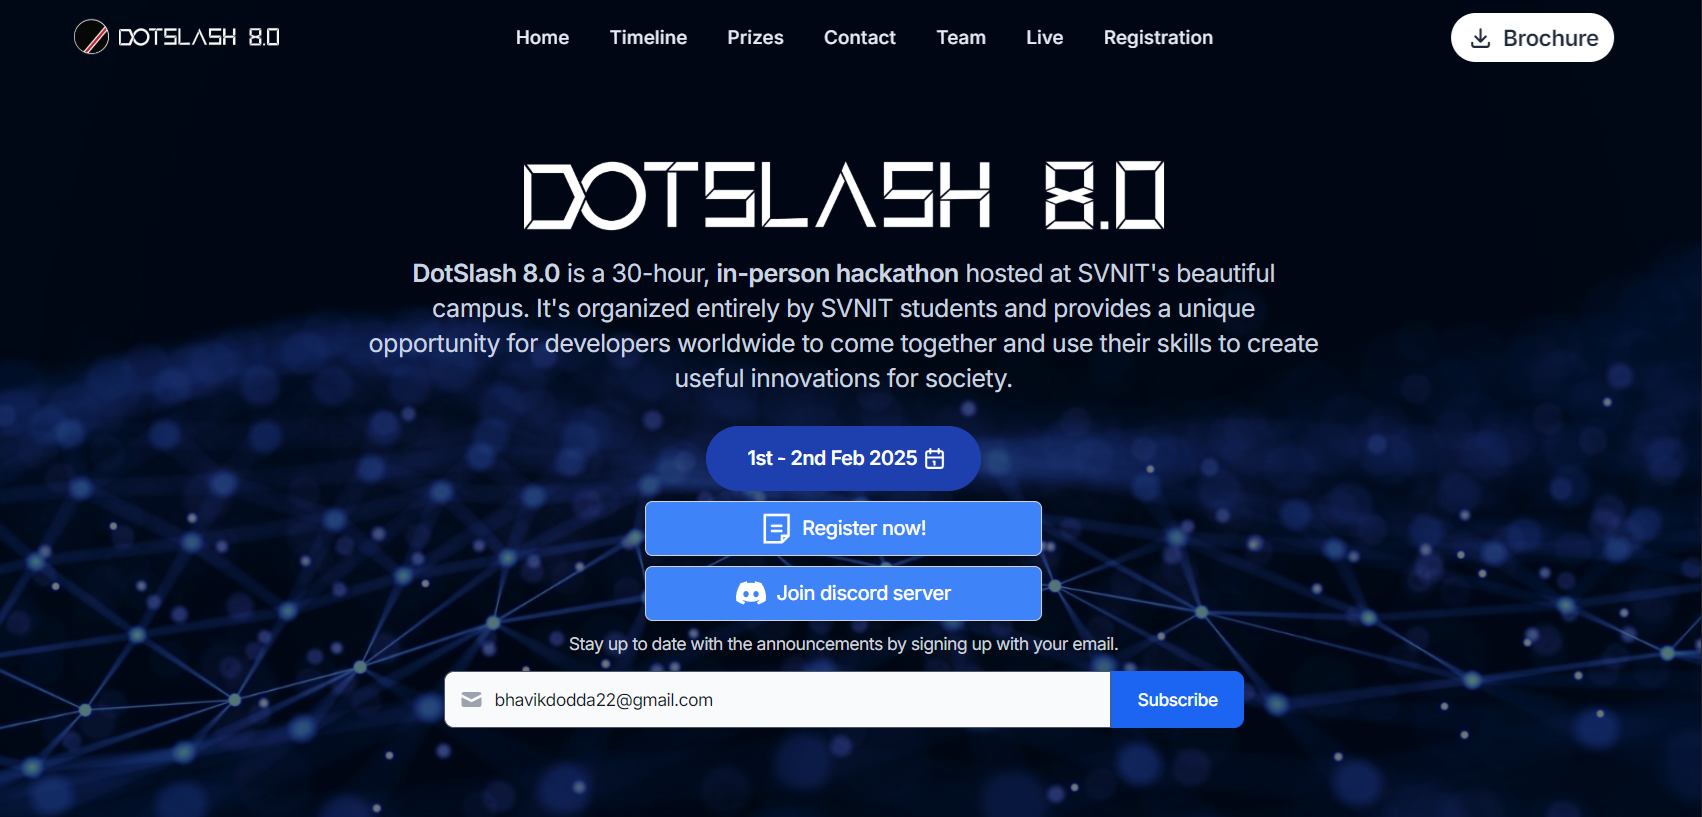 DOTSLASH 8.0
Home
Timeline
Prizes
Contact
Team
Live
Registration
Brochure
DOTSLASH 8.0
DotSlash 8.0 is a 30-hour, in-person hackathon hosted at SVNIT's beautiful
campus. It's organized entirely by SVNIT students and provides a unique
opportunity for developers worldwide to come together and use their skills to create
useful innovations for society.
1st - 2nd Feb 2025
Register now!
Join discord server
Stay up to date with the announcements by signing up with your email.
bhavikdodda22@gmail.com
Subscribe